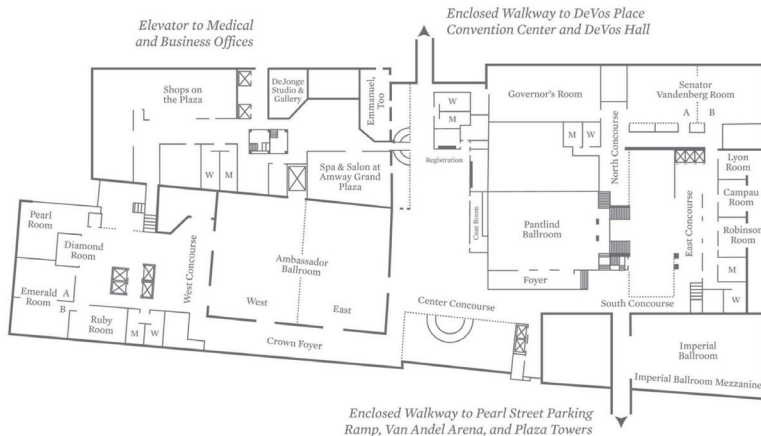 Elevator to Medical
and Business Offices
Enclosed Walkway to DeVos Place
Convention Center and DeVos Hall
Shops on
the Plaza
DeJonge
Studio &
Gallery
Emmanuel,
Too
W
M
Registration
Governor's Room
Senator
Vandenberg Room
A
B
M
W
North Concourse
W
M
Spa & Salon at
Amway Grand
Plaza
Lyon
Room
Campau
Room
Robinson
Room
M
W
East Concourse
Coat Room
Pantlind
Ballroom
Foyer
South Concourse
Pearl
Room
Diamond
Room
Emerald
Room
A
B
Ruby
Room
M
W
West Concourse
Ambassador
Ballroom
West
East
Center Concourse
Crown Foyer
Imperial
Ballroom
Imperial Ballroom Mezzanine
Enclosed Walkway to Pearl Street Parking
Ramp, Van Andel Arena, and Plaza Towers